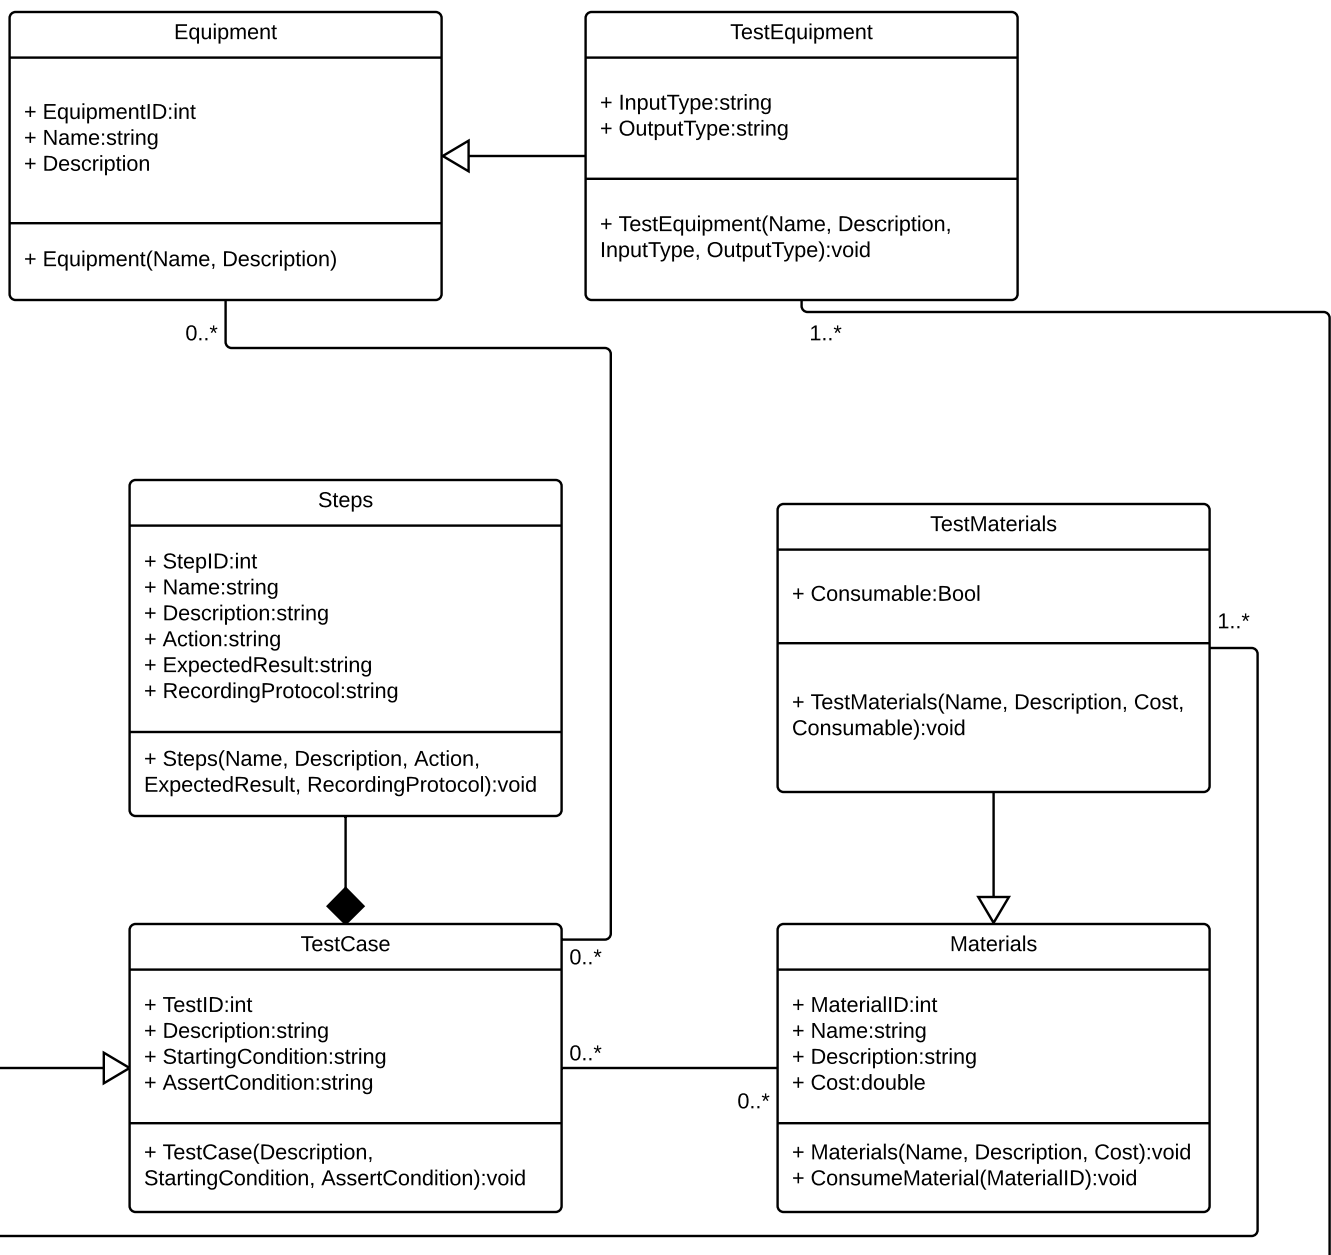 Equipment
+ EquipmentID:int
+ Name:string
+ Description
+ Equipment(Name, Description)
0..*
TestEquipment
+ InputType:string
+ OutputType:string
+ TestEquipment(Name, Description,
InputType, OutputType):void
1..*
Steps
+ StepID:int
+ Name:string
+ Description:string
+ Action:string
+ ExpectedResult:string
+ RecordingProtocol:string
+ Steps(Name, Description, Action,
ExpectedResult, RecordingProtocol):void
TestMaterials
+ Consumable:Bool
+ TestMaterials(Name, Description, Cost,
Consumable):void
1..*
TestCase
+ TestID:int
+ Description:string
+ StartingCondition:string
+ AssertCondition:string
+ TestCase(Description,
StartingCondition, AssertCondition):void
0..*
0..*
0..*
Materials
+ MaterialID:int
+ Name:string
+ Description:string
+ Cost:double
+ Materials(Name, Description, Cost):void
+ ConsumeMaterial(MaterialID):void